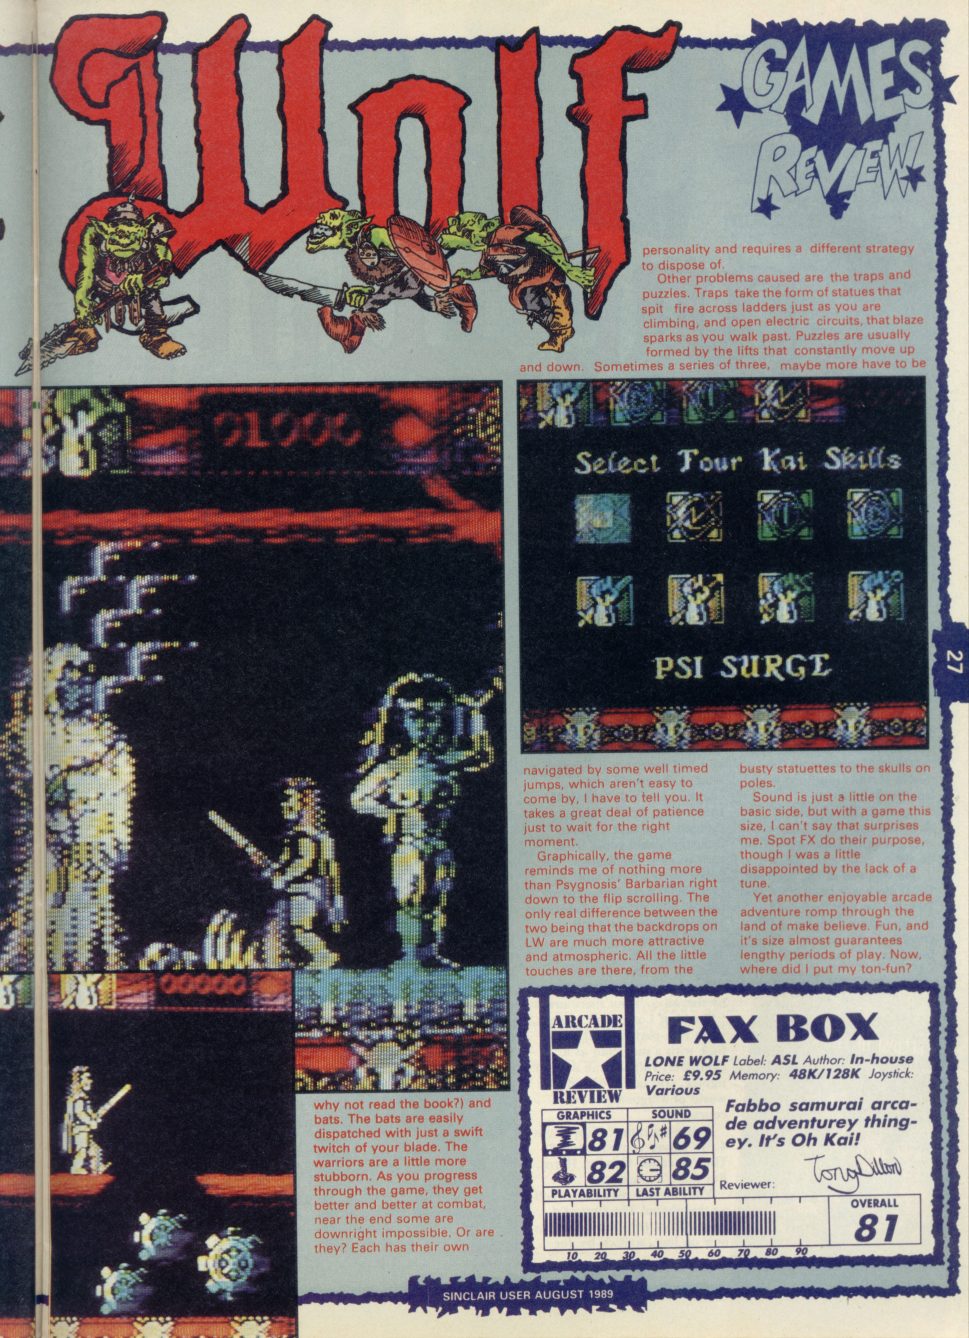 Wolf
GAMES
REVIEW
personality and requires a different strategy
to dispose of.
Other problems caused are the traps and
puzzles. Traps take the form of statues that
spit fire across ladders just as you are
climbing, and open electric circuits, that blaze
sparks as you walk past. Puzzles are usually
formed by the lifts that constantly move up
and down. Sometimes a series of three, maybe more have to be
01000
Select Your Kai Skills
PSI SURGE
27
navigated by some well timed
jumps, which aren't easy to
come by, I have to tell you. It
takes a great deal of patience
just to wait for the right
moment.
Graphically, the game
reminds me of nothing more
than Psygnosis' Barbarian right
down to the flip scrolling. The
only real difference between the
two being that the backdrops on
LW are much more attractive
and atmospheric. All the little
touches are there, from the
busty statuettes to the skulls on
poles.
Sound is just a little on the
basic side, but with a game this
size, I can't say that surprises
me. Spot FX do their purpose,
though I was a little
disappointed by the lack of a
tune.
Yet another enjoyable arcade
adventure romp through the
land of make believe. Fun, and
it's size almost guarantees
lengthy periods of play. Now,
where did I put my ton-fun?
00000
why not read the book?) and
bats. The bats are easily
dispatched with just a swift
twitch of your blade. The
warriors are a little more
stubborn. As you progress
through the game, they get
better and better at combat,
near the end some are
downright impossible. Or are
they? Each has their own
ARCADE
REVIEW
FAX BOX
LONE WOLF Label: ASL Author: In-house
Price: £9.95 Memory: 48K/128K Joystick:
Various
GRAPHICS
81
SOUND
69
82
PLAYABILITY
85
LAST ABILITY
Fabbo samurai arca-
de adventurey thing-
ey. It's Oh Kai!
Reviewer:
Tony Dillon
OVERALL
81
10 20 30 40 50 60 70 80 90
SINCLAIR USER AUGUST 1989